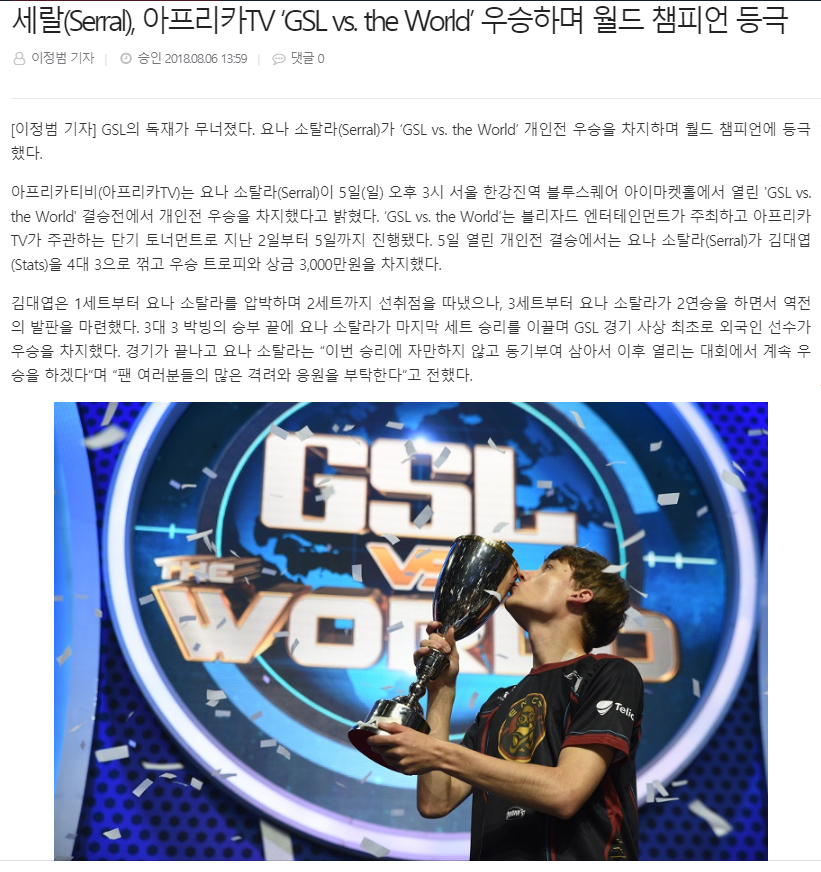 세랄(Serral), 아프리카TV ‘GSL vs. the World’ 우승하며 월드 챔피언 등극
이정범 기자 | 승인 2018.08.06 13:59 | 댓글 0
[이정범 기자] GSL의 독재가 무너졌다. 요나 소탈라(Serral)가 ‘GSL vs. the World’ 개인전 우승을 차지하며 월드 챔피언에 등극
했다.
아프리카티비(아프리카TV)는 요나 소탈라(Serral)이 5일(일) 오후 3시 서울 한강진역 블루스퀘어 아이마켓홀에서 열린 'GSL vs.
the World' 결승전에서 개인전 우승을 차지했다고 밝혔다. ‘GSL vs. the World’는 블리자드 엔터테인먼트가 주최하고 아프리카
TV가 주관하는 단기 토너먼트로 지난 2일부터 5일까지 진행됐다. 5일 열린 개인전 결승에서는 요나 소탈라(Serral)가 김대엽
(Stats)을 4대 3으로 꺾고 우승 트로피와 상금 3,000만원을 차지했다.
김대엽은 1세트부터 요나 소탈라를 압박하며 2세트까지 선취점을 따냈으나, 3세트부터 요나 소탈라가 2연승을 하면서 역전
의 발판을 마련했다. 3대 3 박빙의 승부 끝에 요나 소탈라가 마지막 세트 승리를 이끌며 GSL 경기 사상 최초로 외국인 선수가
우승을 차지했다. 경기가 끝나고 요나 소탈라는 “이번 승리에 자만하지 않고 동기부여 삼아서 이후 열리는 대회에서 계속 우
승을 하겠다”며 “팬 여러분들의 많은 격려와 응원을 부탁한다”고 전했다.
GSL
VS
THE
WORLD
ENCE
Telia